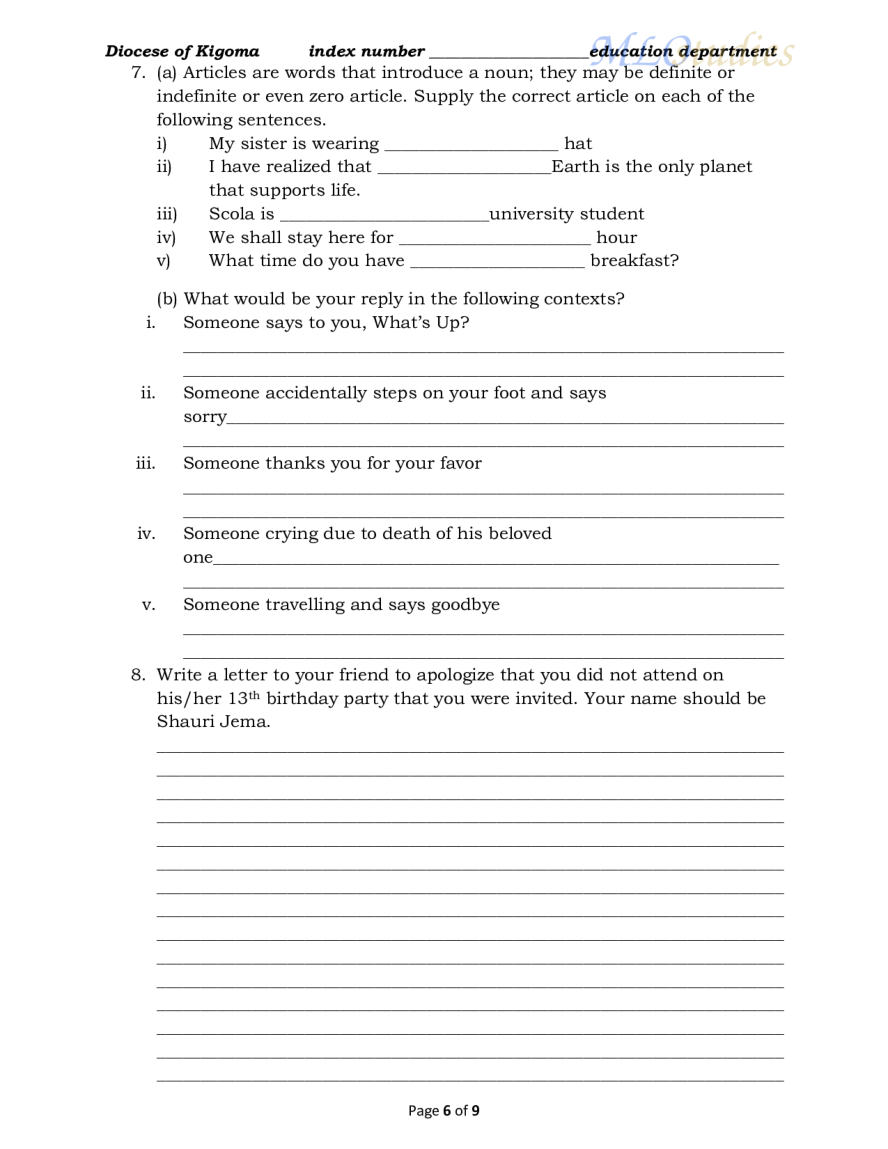 Diocese of Kigoma index number ___________________education department
MLOtudies
7. (a) Articles are words that introduce a noun; they may be definite or
indefinite or even zero article. Supply the correct article on each of the
following sentences.
i) My sister is wearing ____________________ hat
ii) I have realized that ____________________Earth is the only planet
that supports life.
iii) Scola is ________________________university student
iv) We shall stay here for ______________________ hour
v) What time do you have ____________________ breakfast?
(b) What would be your reply in the following contexts?
i. Someone says to you, What's Up?
ii. Someone accidentally steps on your foot and says
sorry________________________________________________________________
iii. Someone thanks you for your favor
iv. Someone crying due to death of his beloved
one_________________________________________________________________
v. Someone travelling and says goodbye
8. Write a letter to your friend to apologize that you did not attend on
his/her 13th birthday party that you were invited. Your name should be
Shauri Jema.
Page 6 of 9